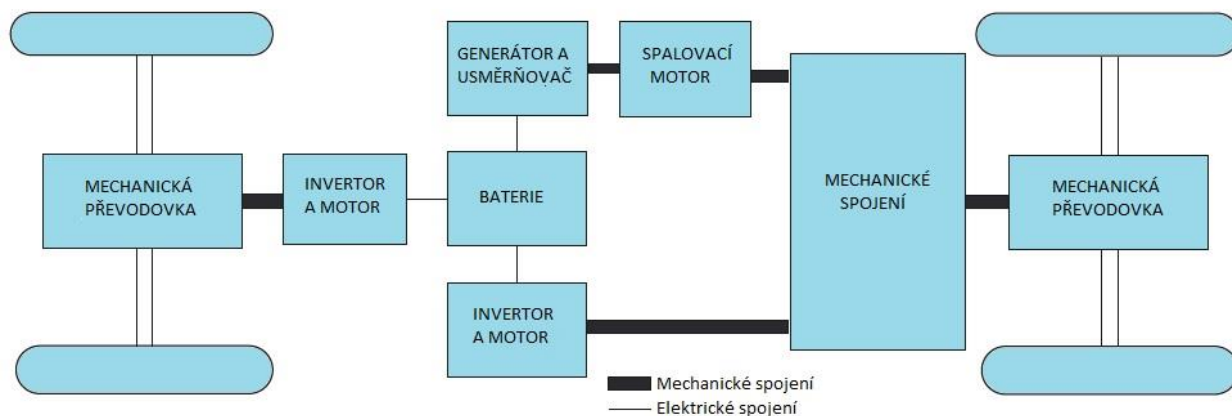 GENERÁTOR A
USMĚRŇOVAČ
SPALOVACÍ
MOTOR
MECHANICKÁ
PŘEVODOVKA
INVERTOR
A MOTOR
BATERIE
MECHANICKÉ
SPOJENÍ
MECHANICKÁ
PŘEVODOVKA
INVERTOR
A MOTOR
Mechanické spojení
Elektrické spojení